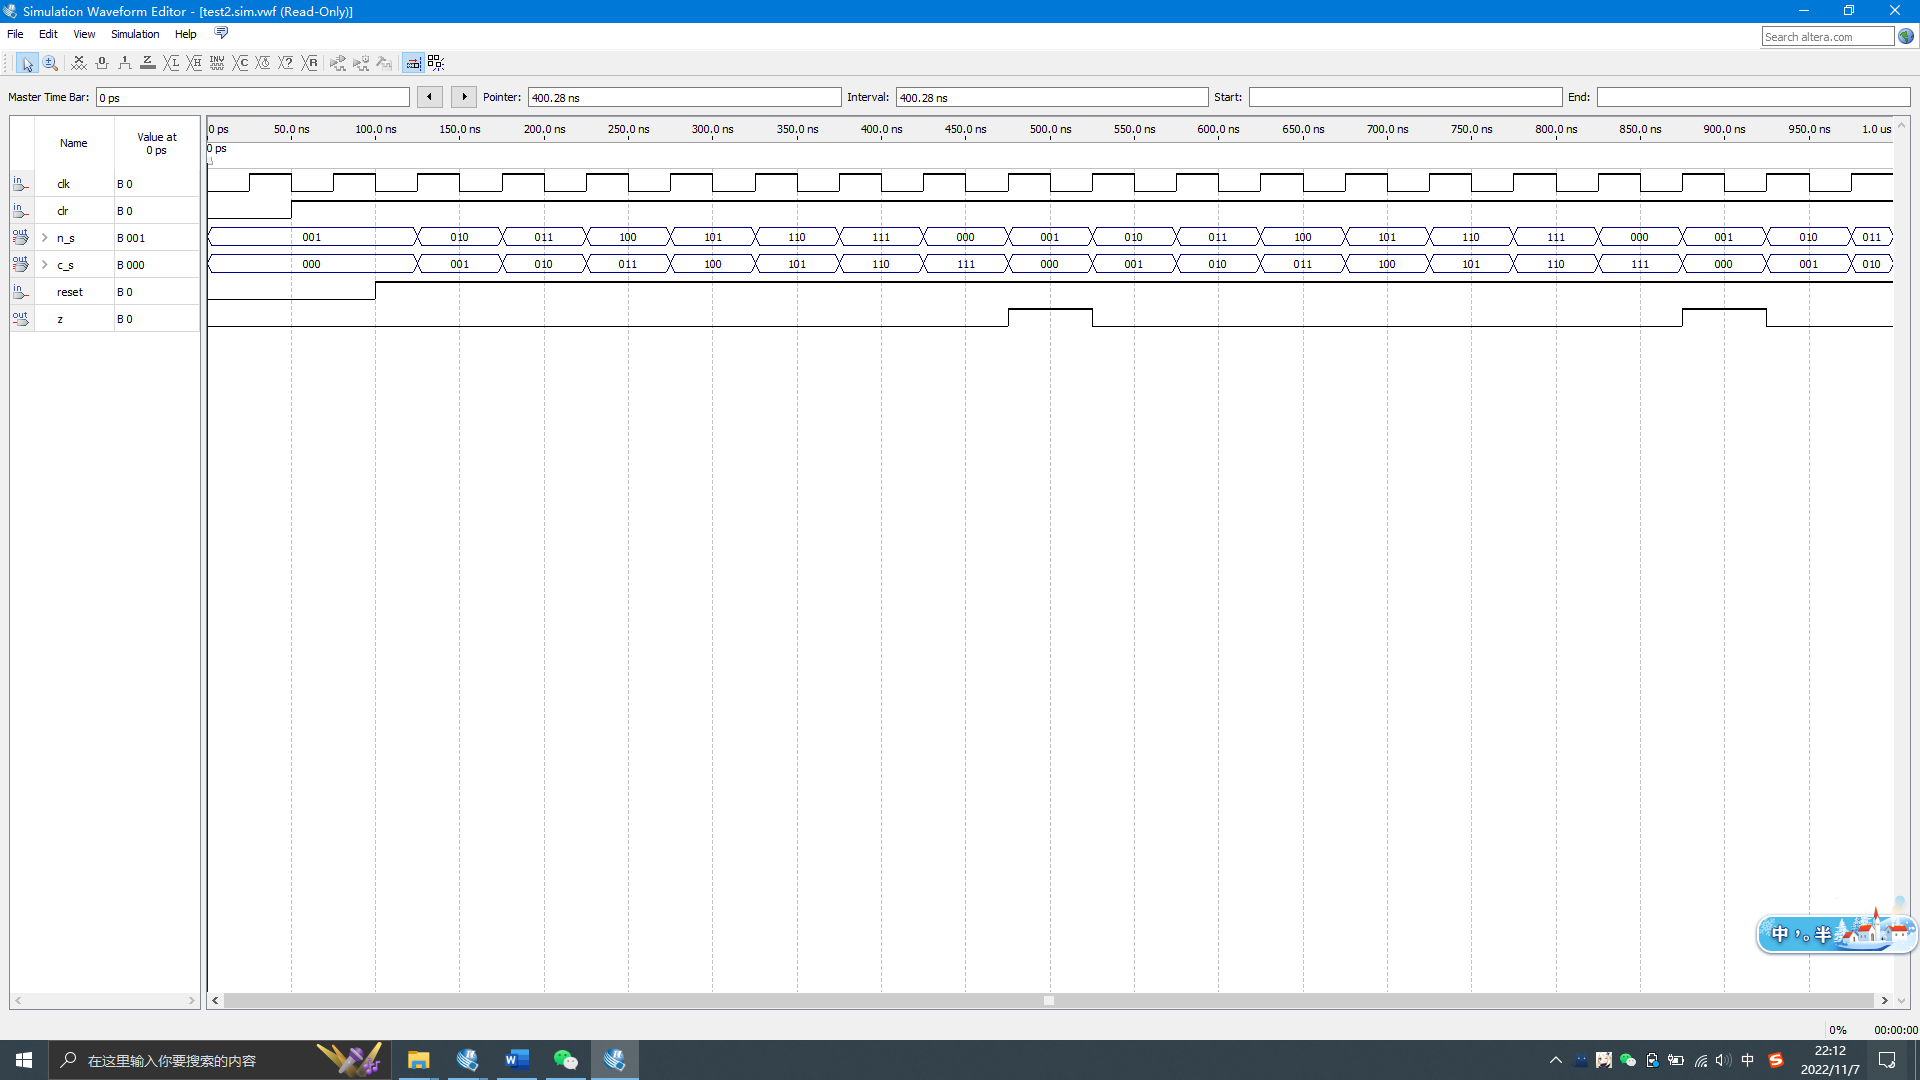 Simulation Waveform Editor - [test2.sim.vwf (Read-Only)]
File Edit View Simulation Help
Search altera.com
Master Time Bar: 0 ps Pointer: 400.28 ns Interval: 400.28 ns Start: End:
Name Value at 0 ps
0 ps 50.0 ns 100.0 ns 150.0 ns 200.0 ns 250.0 ns 300.0 ns 350.0 ns 400.0 ns 450.0 ns 500.0 ns 550.0 ns 600.0 ns 650.0 ns 700.0 ns 750.0 ns 800.0 ns 850.0 ns 900.0 ns 950.0 ns 1.0 us
0 ps
in clk B 0
in clr B 0
out n_s B 001 001 010 011 100 101 110 111 000 001 010 011 100 101 110 111 000 001 010 011
out c_s B 000 000 001 010 011 100 101 110 111 000 001 010 011 100 101 110 111 000 001 010
in reset B 0
out z B 0
中 ，。半
0% 00:00:00
在这里输入你要搜索的内容
中
22:12
2022/11/7